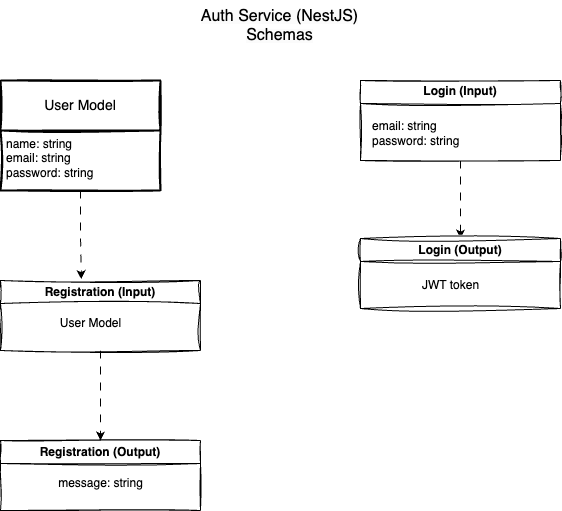 Auth Service (NestJS)
Schemas
User Model
name: string
email: string
password: string
Registration (Input)
User Model
Registration (Output)
message: string
Login (Input)
email: string
password: string
Login (Output)
JWT token